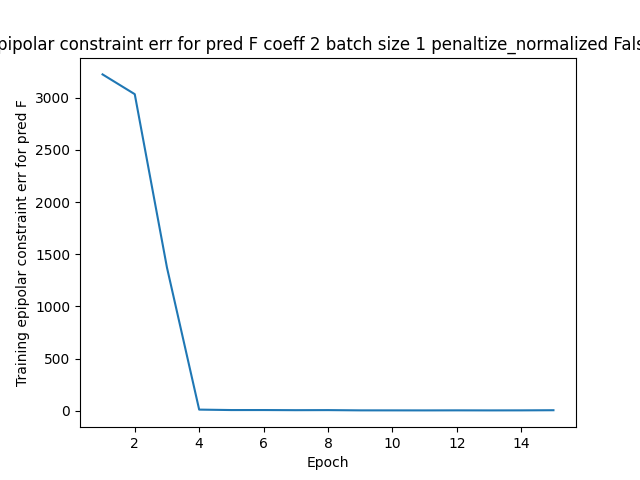 epipolar constraint err for pred F coeff 2 batch size 1 penaltize_normalized Fals
3000
2500
2000
1500
1000
500
0
Training epipolar constraint err for pred F
2 4 6 8 10 12 14
Epoch